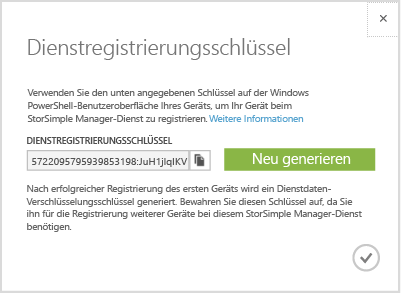 Dienstregistrierungsschlüssel
Verwenden Sie den unten angegebenen Schlüssel auf der Windows
PowerShell-Benutzeroberfläche Ihres Geräts, um Ihr Gerät beim
StorSimple Manager-Dienst zu registrieren. Weitere Informationen
DIENSTREGISTRIERUNGSSCHLÜSSEL
5722095795939853198:JuH1jlqIKV
Neu generieren
Nach erfolgreicher Registrierung des ersten Geräts wird ein Dienstdaten-
Verschlüsselungsschlüssel generiert. Bewahren Sie diesen Schlüssel auf, da Sie
ihn für die Registrierung weiterer Geräte bei diesem StorSimple Manager-Dienst
benötigen.